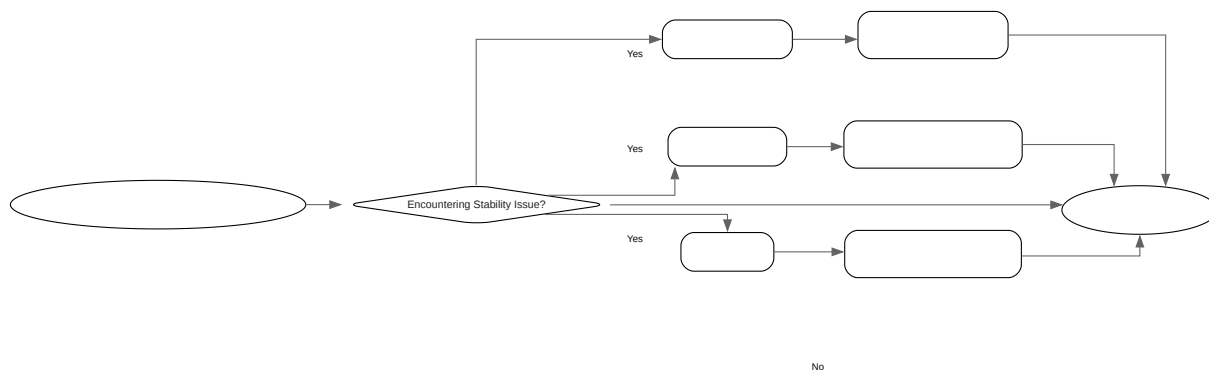 Yes
Yes
Encountering Stability Issue?
Yes
No